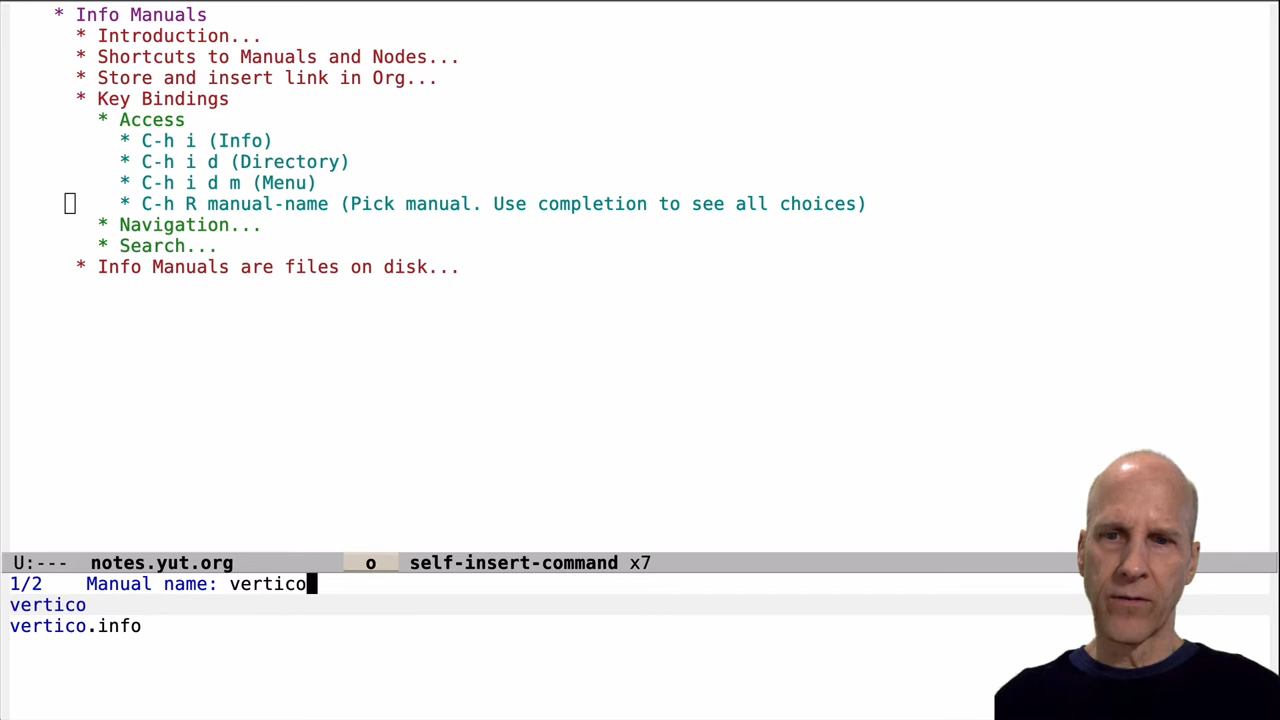 * Info Manuals
* Introduction...
* Shortcuts to Manuals and Nodes...
* Store and insert link in Org...
* Key Bindings
* Access
* C-h i (Info)
* C-h i d (Directory)
* C-h i d m (Menu)
* C-h R manual-name (Pick manual. Use completion to see all choices)
* Navigation...
* Search...
* Info Manuals are files on disk...
U:--- notes.yut.org o self-insert-command x7
1/2 Manual name: vertico
vertico
vertico.info